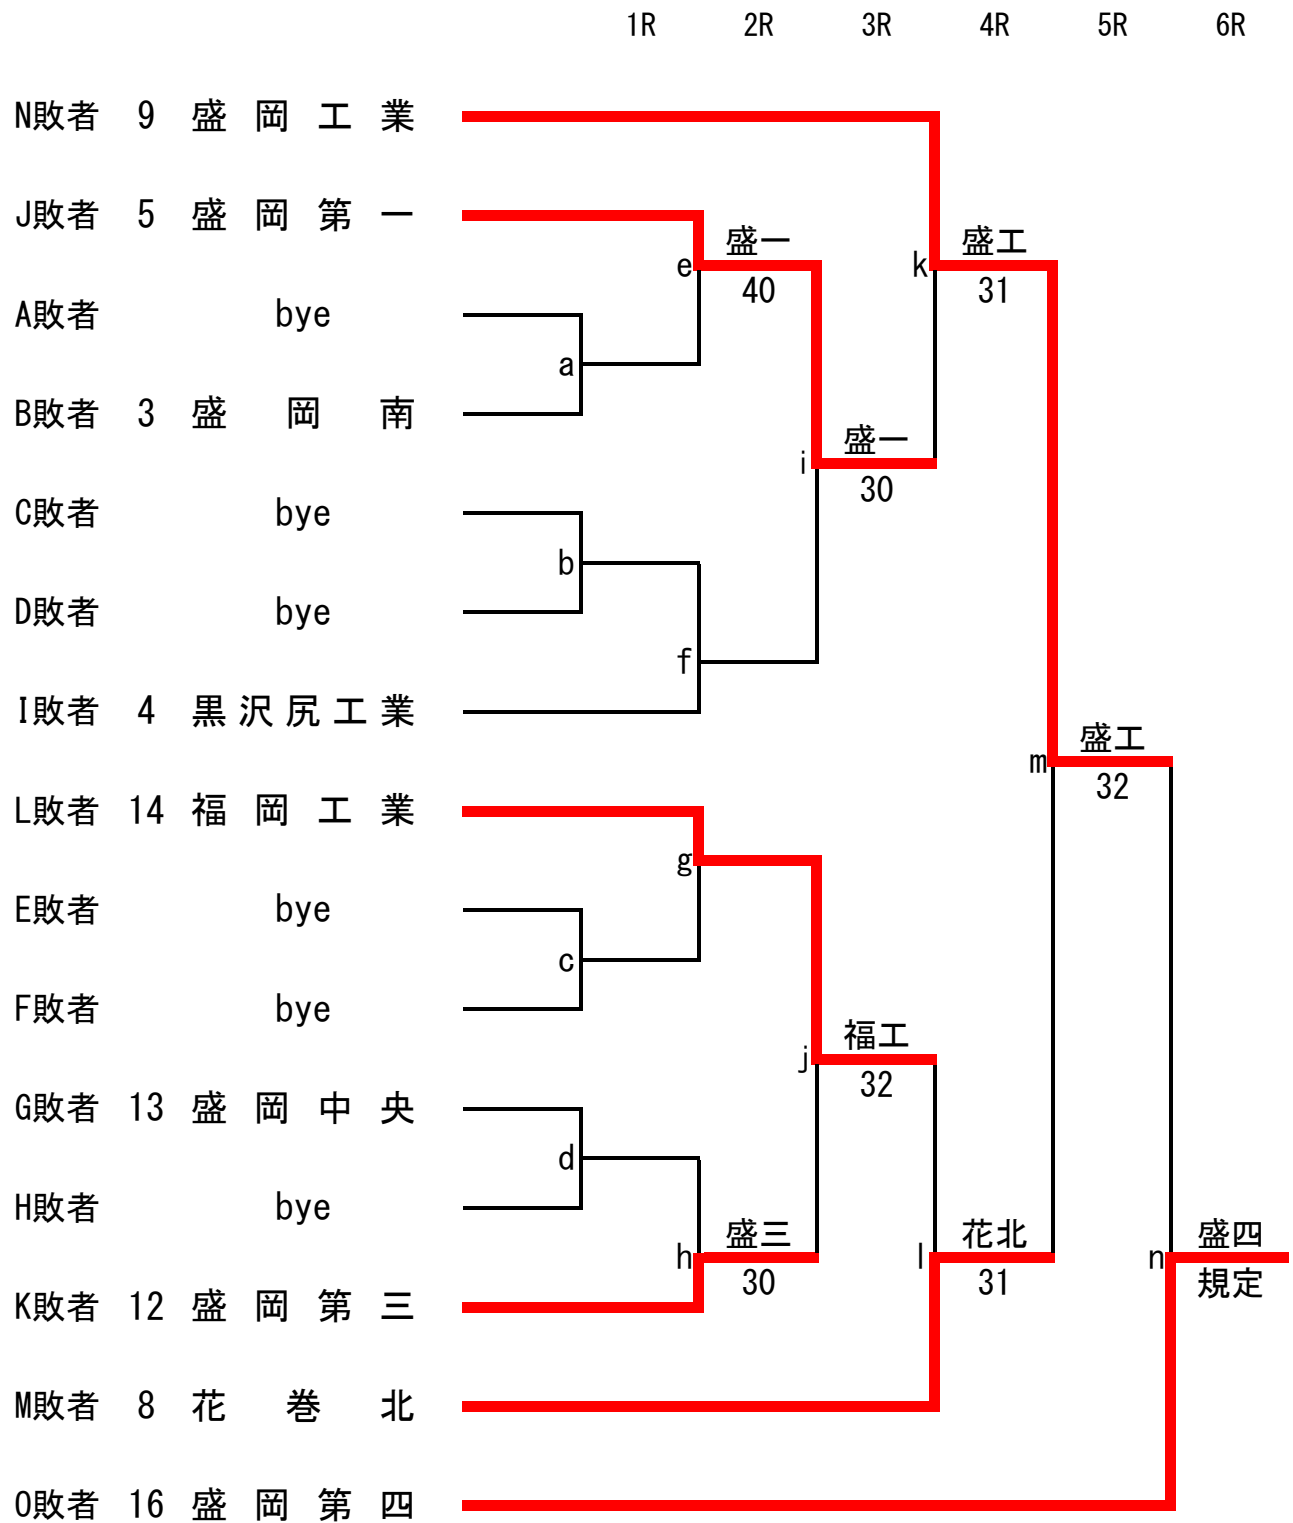 1R 2R 3R 4R 5R 6R
N敗者 9 盛岡工業
J敗者 5 盛岡第一
盛一 盛工
e k
40 31
A敗者 bye
a
B敗者 3 盛岡南
盛一
i
30
C敗者 bye
b
D敗者 bye
f
I敗者 4 黒沢尻工業
盛工
m
32
L敗者 14 福岡工業
g
E敗者 bye
c
F敗者 bye
福工
j
32
G敗者 13 盛岡中央
d
H敗者 bye
盛三 花北 盛四
h l n
30 31 規定
K敗者 12 盛岡第三
M敗者 8 花巻北
O敗者 16 盛岡第四